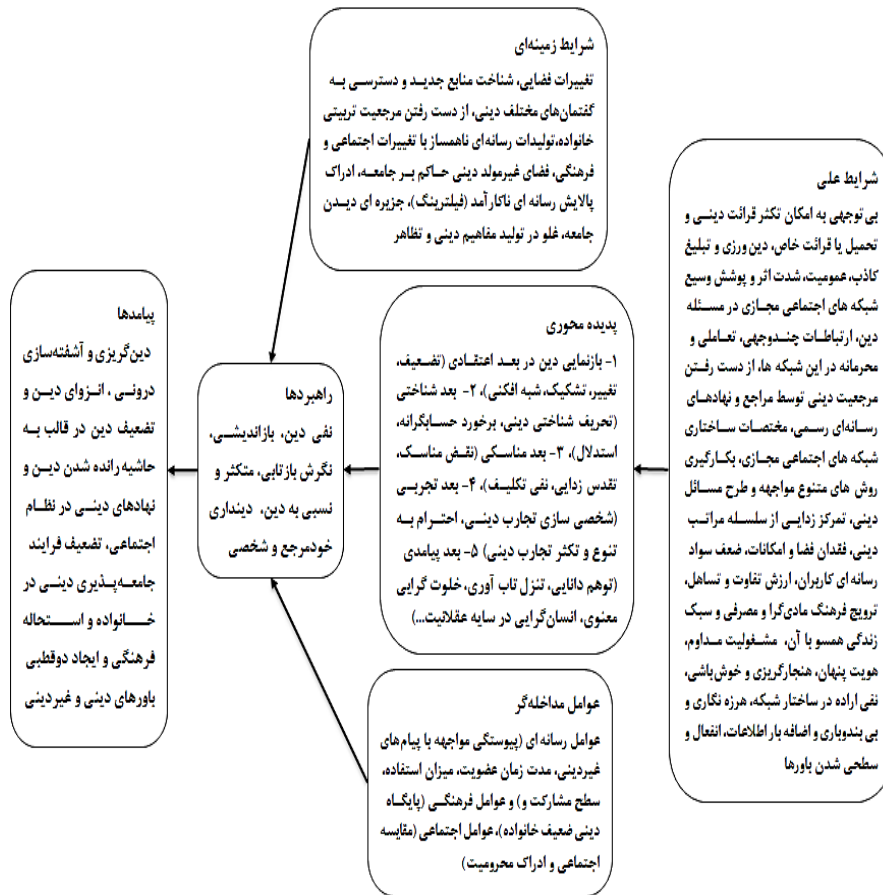 شرایط زمینه‌ای
تغییرات فضایی، شناخت منابع جدید و دسترسی به
گفتمان‌های مختلف دینی، از دست رفتن مرجعیت تربیتی
خانواده،تولیدات رسانه‌ای ناهمساز با تغییرات اجتماعی و
فرهنگی، فضای غیرمولد دینی حاکم بر جامعه، ادراک
پالایش رسانه ای ناکارآمد (فیلترینگ)، جزیره ای دیدن
جامعه، غلو در تولید مفاهیم دینی و تظاهر
شرایط علی
بی توجهی به امکان تکثر قرائت دینی و
تحمیل یا قرائت خاص، دین‌ورزی و تبلیغ
کاذب، عمومیت، شدت اثر و پوشش وسیع
شبکه های اجتماعی مجازی در مسئله
دین، ارتباطات چندوجهی، تعاملی و
محرمانه در این شبکه ها، از دست رفتن
مرجعیت دینی توسط مراجع و نهادهای
رسانه‌ای رسمی، مختصات ساختاری
شبکه های اجتماعی مجازی، بکارگیری
روش های متنوع مواجهه و طرح مسائل
دینی، تمرکز زدایی از سلسله مراتب
دینی، فقدان فضا و امکانات، ضعف سواد
رسانه ای کاربران، ارزش تفاوت و تساهل،
ترویج فرهنگ مادی‌گرا و مصرفی و سبک
زندگی همسو با آن، مشغولیت مداوم،
هویت پنهان، هنجارگریزی و خوش‌باشی،
نفی اراده در ساختار شبکه، هرزه نگاری و
بی بندوباری و اضافه بار اطلاعات، انفعال و
سطحی شدن باورها
پدیده محوری
۱- بازنمایی دین در بعد اعتقادی (تضعیف،
تغییر، تشکیک، شبه افکنی)، ۲- بعد شناختی
(تحریف شناختی دینی، برخورد حسابگرانه،
استدلال)، ۳- بعد مناسکی (نقض مناسک،
تقدس زدایی، نفی تکلیف)، ۴- بعد تجربی
(شخصی سازی تجارب دینی، احترام به
تنوع و تکثر تجارب دینی) ۵- بعد پیامدی
(توهم دانایی، تنزل تاب آوری، خلوت گرایی
معنوی، انسان‌گرایی در سایه عقلانیت...)
راهبردها
نفی دین، بازاندیشی،
نگرش بازتابی، متکثر و
نسبی به دین، دینداری
خودمرجع و شخصی
پیامدها
دین‌گریزی و آشفته‌سازی
درونی ، انزوای دین و
تضعیف دین در قالب به
حاشیه رانده شدن دین و
نهادهای دینی در نظام
اجتماعی، تضعیف فرایند
جامعه‌پذیری دینی در
خانواده و استحاله
فرهنگی و ایجاد دوقطبی
باورهای دینی و غیردینی
عوامل مداخله‌گر
عوامل رسانه ای (پیوستگی مواجهه با پیام‌های
غیردینی، مدت زمان عضویت، میزان استفاده،
سطح مشارکت و) و عوامل فرهنگی (پایگاه
دینی ضعیف خانواده)، عوامل اجتماعی (مقایسه
اجتماعی و ادراک محرومیت)